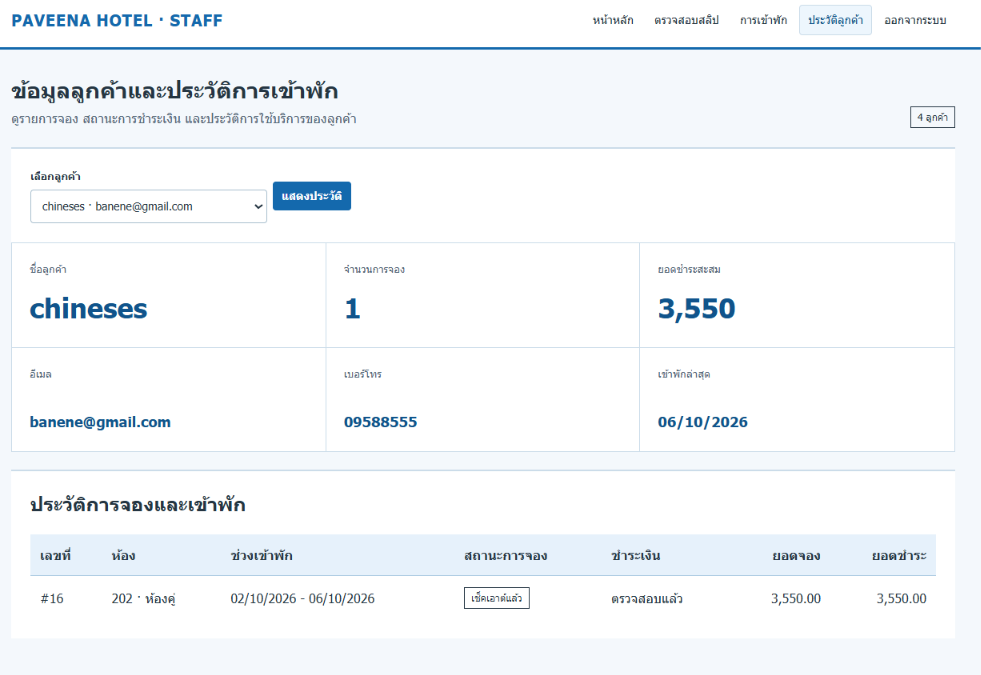 PAVEENA HOTEL · STAFF
หน้าหลัก ตรวจสอบสลิป การเข้าพัก ประวัติลูกค้า ออกจากระบบ
ข้อมูลลูกค้าและประวัติการเข้าพัก
ดูรายการจอง สถานะการชำระเงิน และประวัติการใช้บริการของลูกค้า
4 ลูกค้า
เลือกลูกค้า
chineses · banene@gmail.com แสดงประวัติ
ชื่อลูกค้า จำนวนการจอง ยอดชำระสะสม
chineses 1 3,550
อีเมล เบอร์โทร เข้าพักล่าสุด
banene@gmail.com 09588555 06/10/2026
ประวัติการจองและเข้าพัก
เลขที่ ห้อง ช่วงเข้าพัก สถานะการจอง ชำระเงิน ยอดจอง ยอดชำระ
#16 202 · ห้องคู่ 02/10/2026 - 06/10/2026 เช็คเอาต์แล้ว ตรวจสอบแล้ว 3,550.00 3,550.00